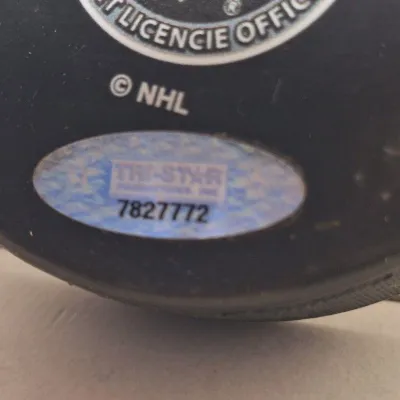 T LICENCIE OFFIC
© NHL
TRI-STAR
7827772